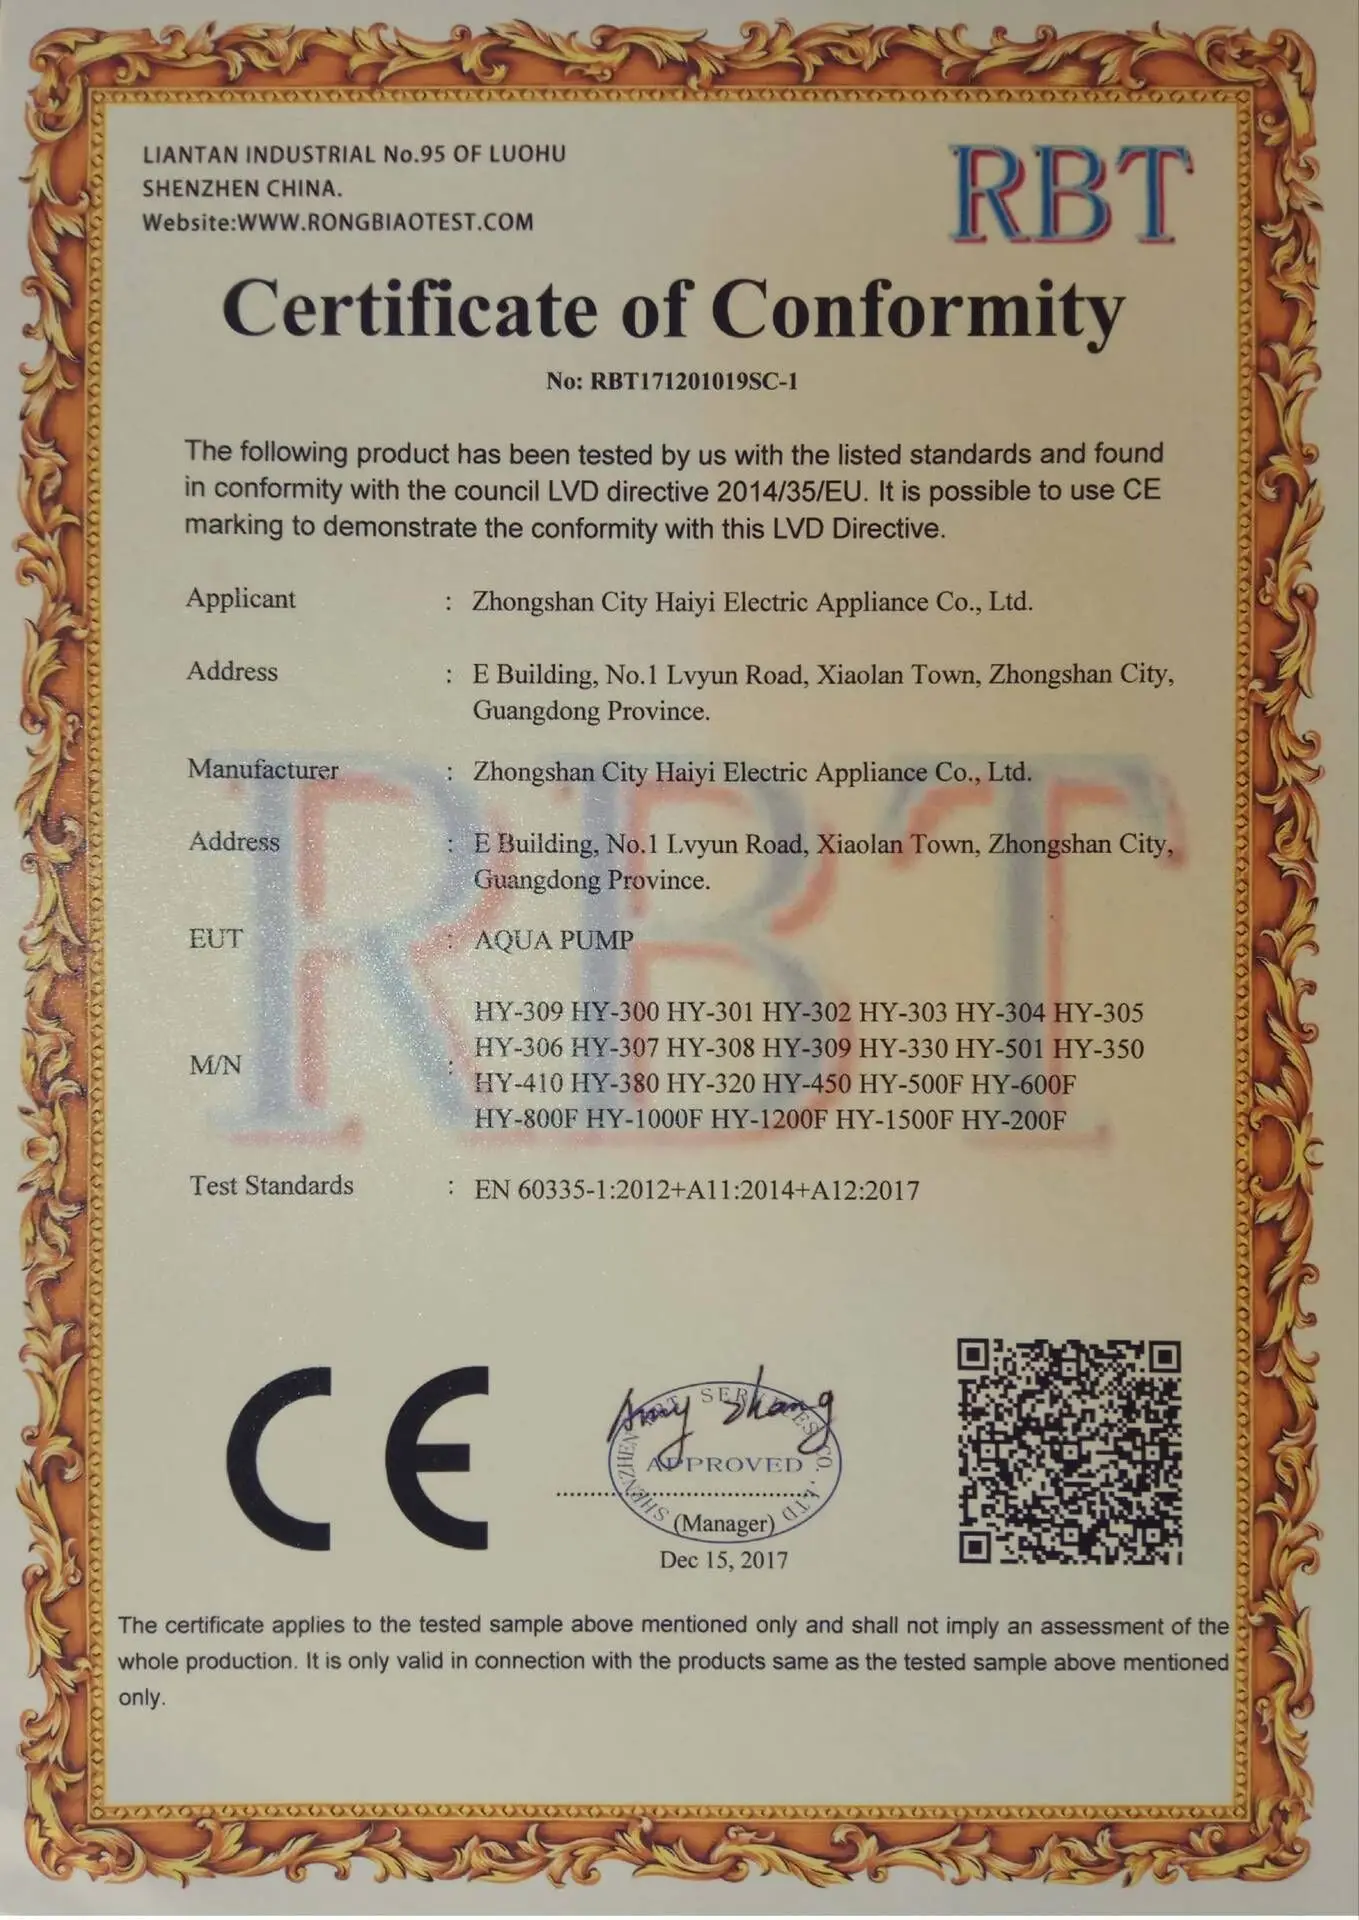 LIANTAN INDUSTRIAL No.95 OF LUOHU
SHENZHEN CHINA.
Website:WWW.RONGBIAOTEST.COM
RBT
Certificate of Conformity
No: RBT171201019SC-1
The following product has been tested by us with the listed standards and found
in conformity with the council LVD directive 2014/35/EU. It is possible to use CE
marking to demonstrate the conformity with this LVD Directive.
Applicant : Zhongshan City Haiyi Electric Appliance Co., Ltd.
Address : E Building, No.1 Lvyun Road, Xiaolan Town, Zhongshan City,
Guangdong Province.
Manufacturer : Zhongshan City Haiyi Electric Appliance Co., Ltd.
Address : E Building, No.1 Lvyun Road, Xiaolan Town, Zhongshan City,
Guangdong Province.
EUT : AQUA PUMP
RBT
M/N : HY-309 HY-300 HY-301 HY-302 HY-303 HY-304 HY-305
HY-306 HY-307 HY-308 HY-309 HY-330 HY-501 HY-350
HY-410 HY-380 HY-320 HY-450 HY-500F HY-600F
HY-800F HY-1000F HY-1200F HY-1500F HY-200F
Test Standards : EN 60335-1:2012+A11:2014+A12:2017
CE
Amy Shang
SHENZHEN RBT SERVICES CO. ,LTD
APPROVED
(Manager)
Dec 15, 2017
The certificate applies to the tested sample above mentioned only and shall not imply an assessment of the
whole production. It is only valid in connection with the products same as the tested sample above mentioned
only.